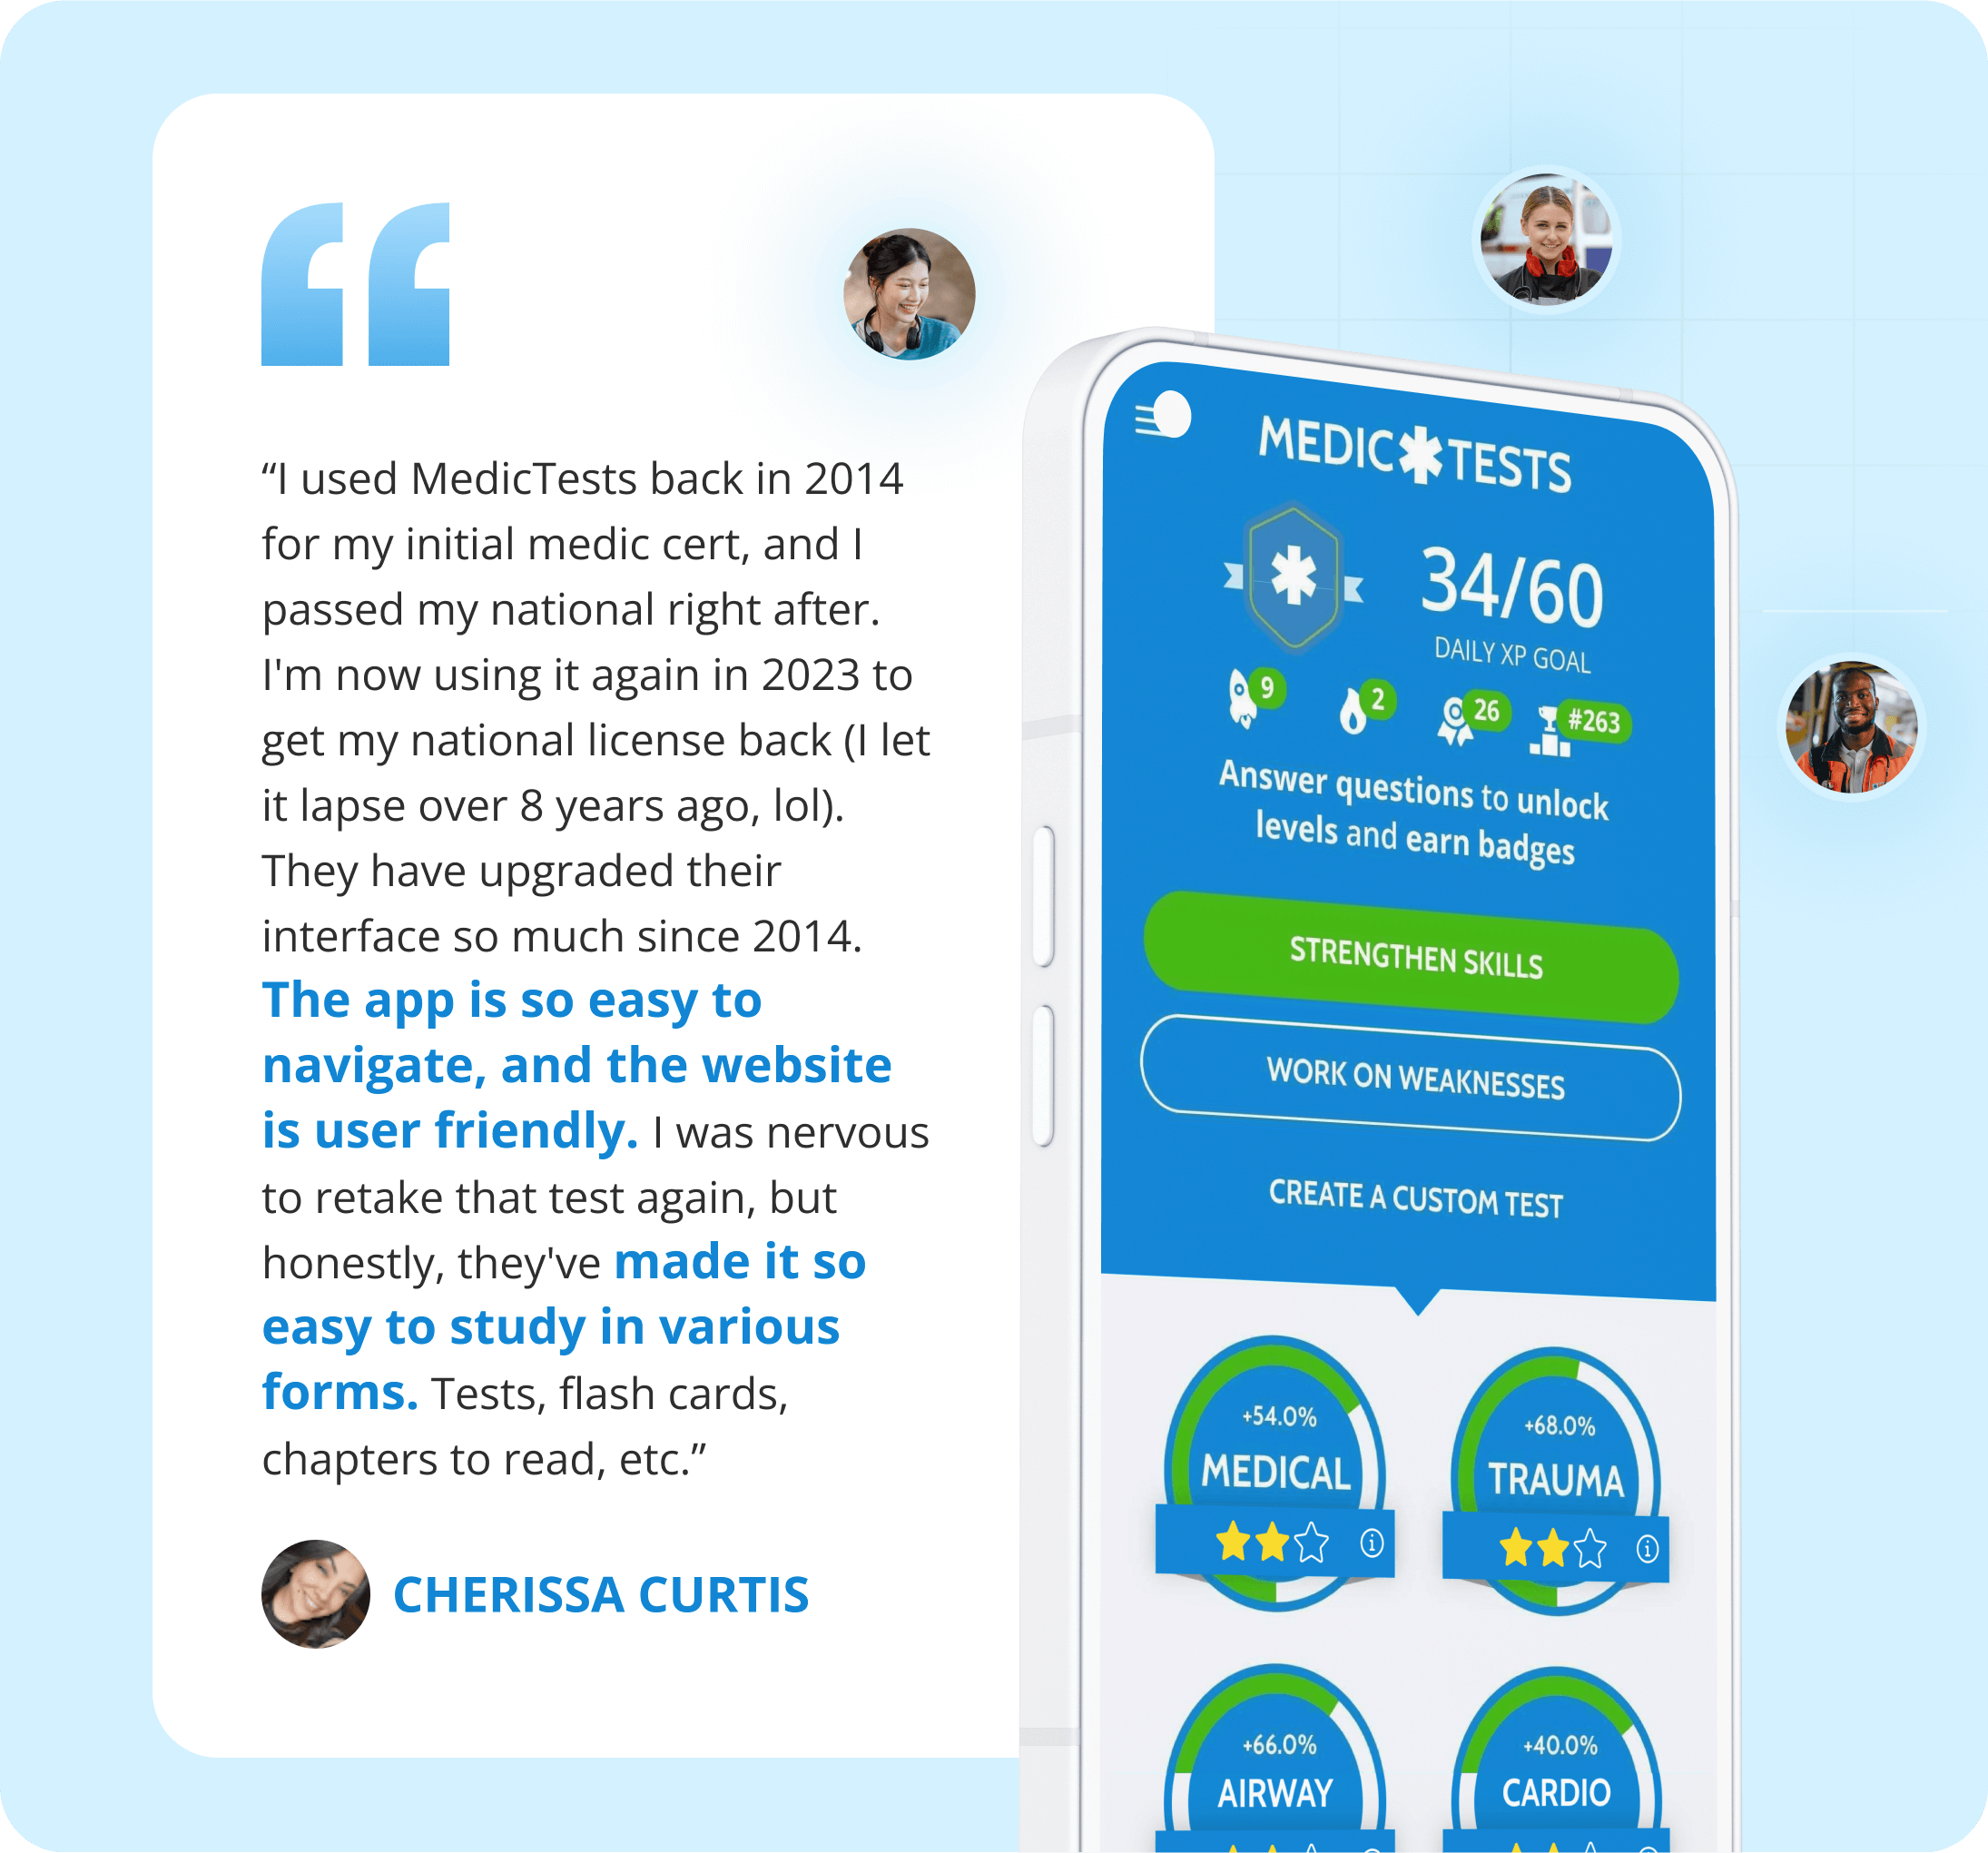 “I used MedicTests back in 2014
for my initial medic cert, and I
passed my national right after.
I'm now using it again in 2023 to
get my national license back (I let
it lapse over 8 years ago, lol).
They have upgraded their
interface so much since 2014.
The app is so easy to
navigate, and the website
is user friendly. I was nervous
to retake that test again, but
honestly, they've made it so
easy to study in various
forms. Tests, flash cards,
chapters to read, etc.”
CHERISSA CURTIS
MEDIC TESTS
34/60
DAILY XP GOAL
9 2 26 #263
Answer questions to unlock
levels and earn badges
STRENGTHEN SKILLS
WORK ON WEAKNESSES
CREATE A CUSTOM TEST
+54.0%
MEDICAL
+68.0%
TRAUMA
+66.0%
AIRWAY
+40.0%
CARDIO